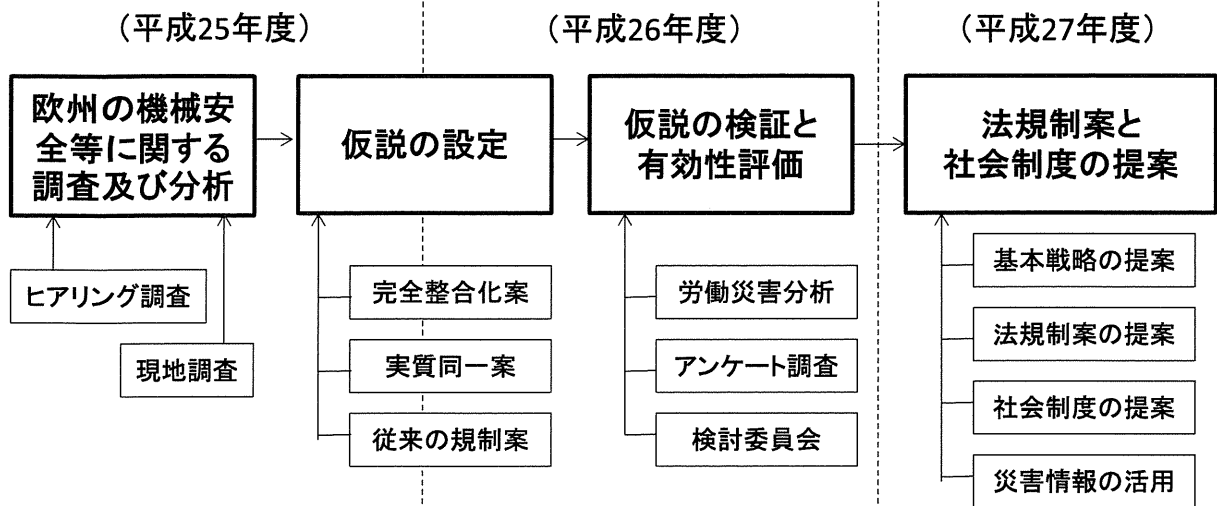 (平成25年度)
(平成26年度)
(平成27年度)
欧州の機械安
全等に関する
調査及び分析
仮説の設定
仮説の検証と
有効性評価
法規制案と
社会制度の提案
ヒアリング調査
現地調査
完全整合化案
実質同一案
従来の規制案
労働災害分析
アンケート調査
検討委員会
基本戦略の提案
法規制案の提案
社会制度の提案
災害情報の活用